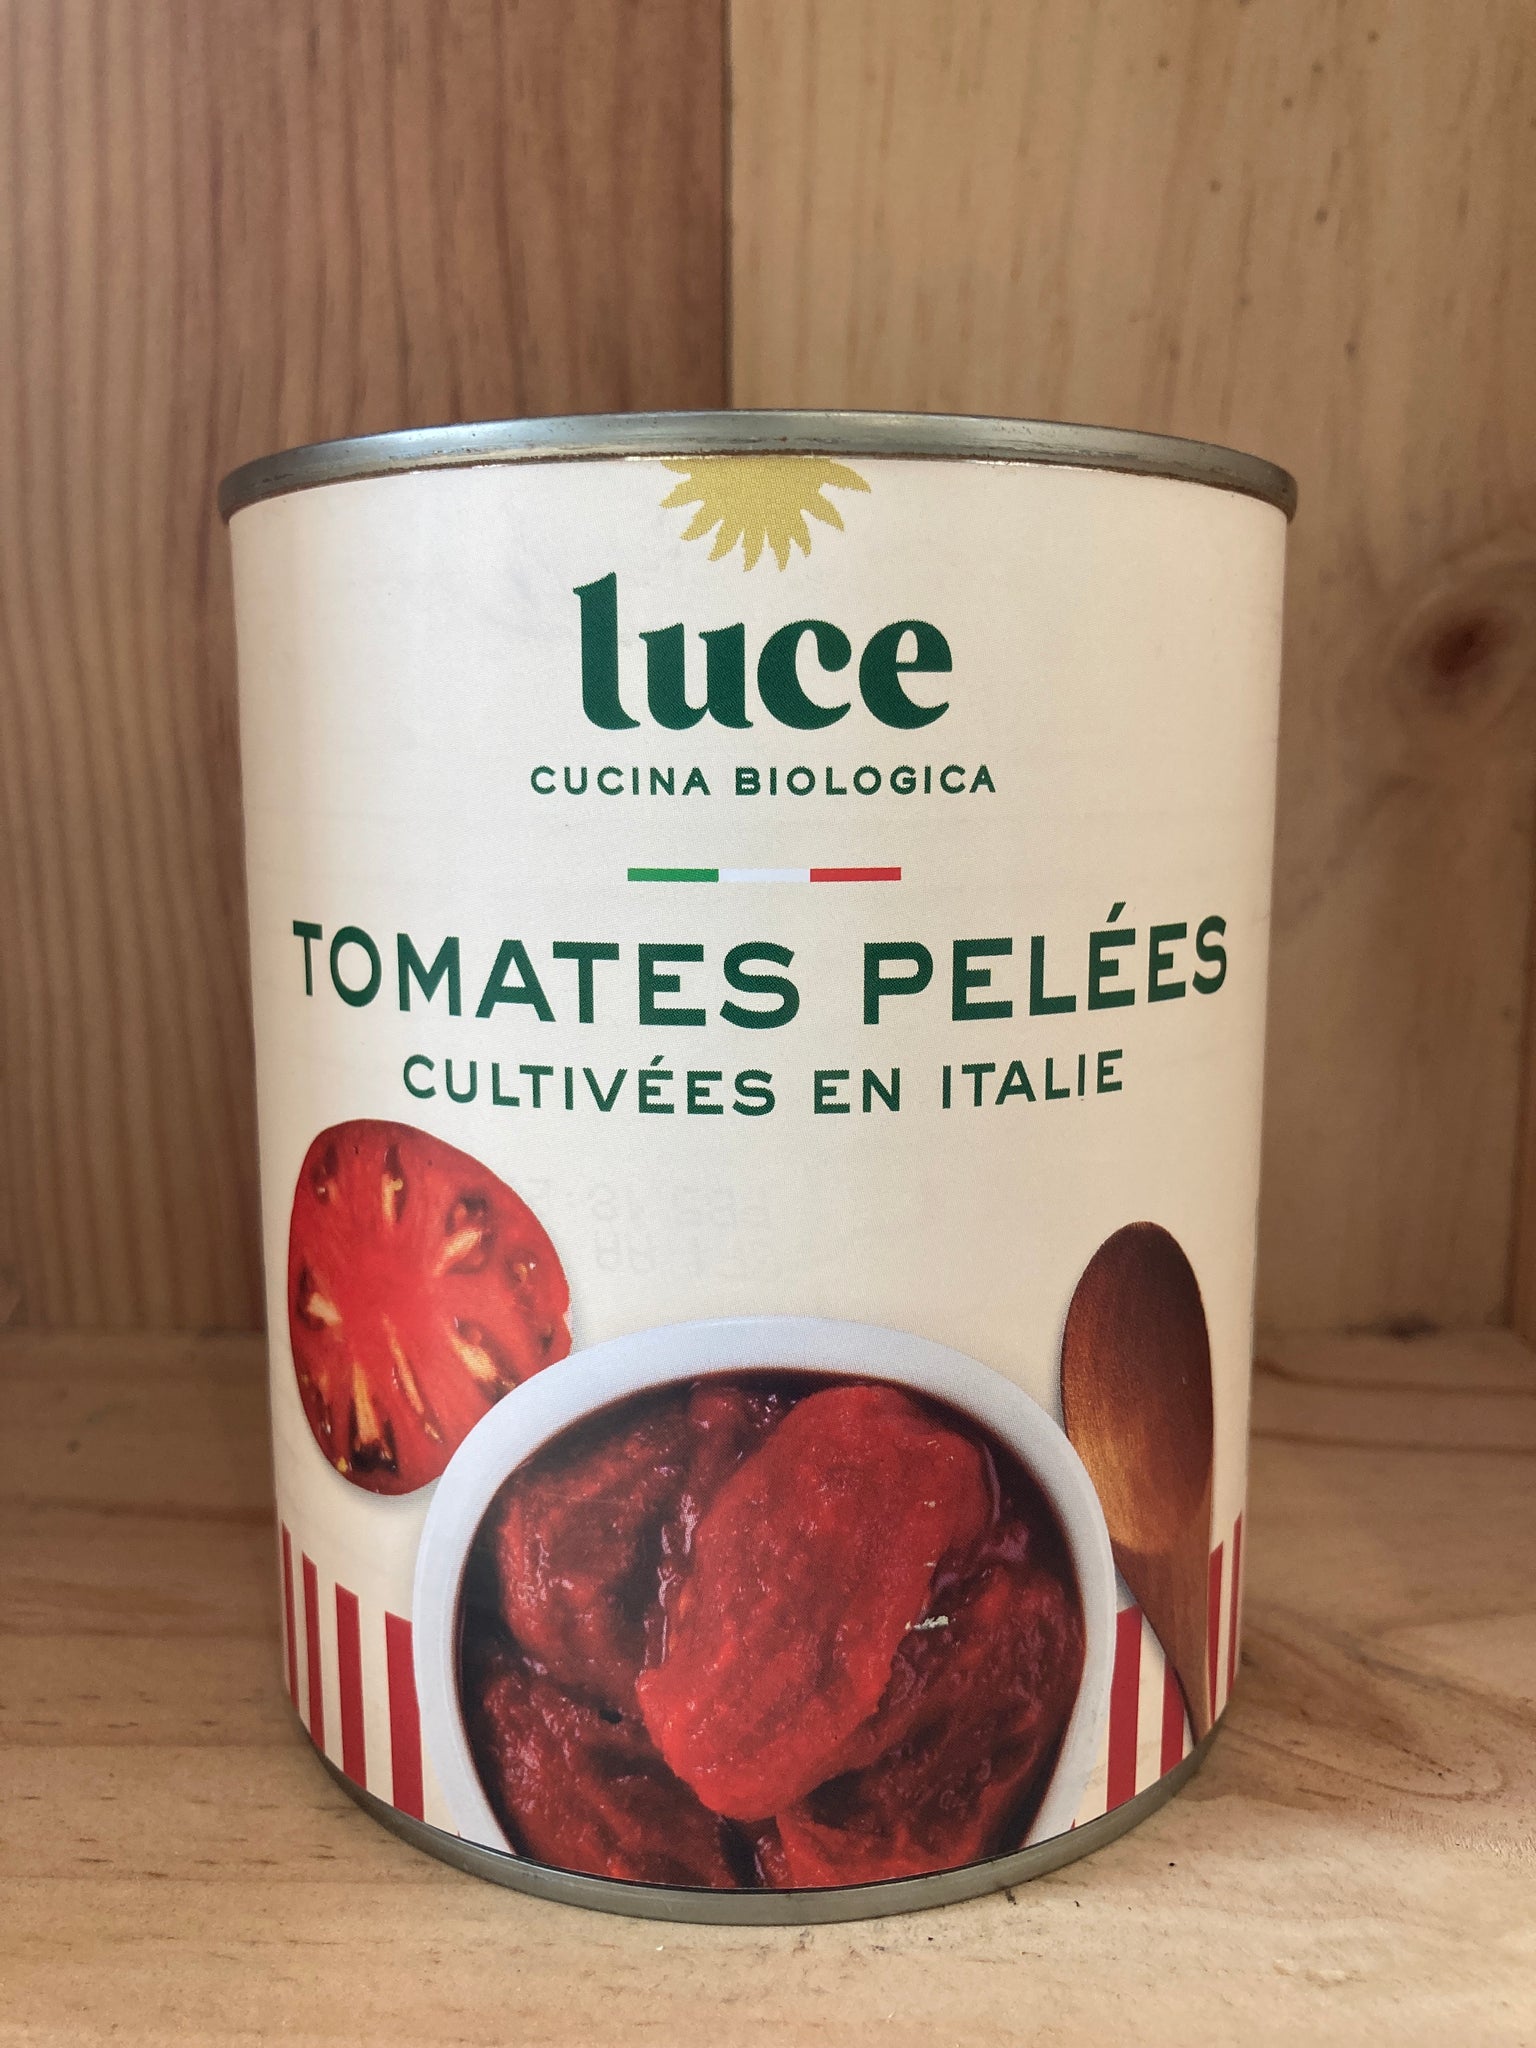 luce
CUCINA BIOLOGICA
TOMATES PELÉES
CULTIVÉES EN ITALIE